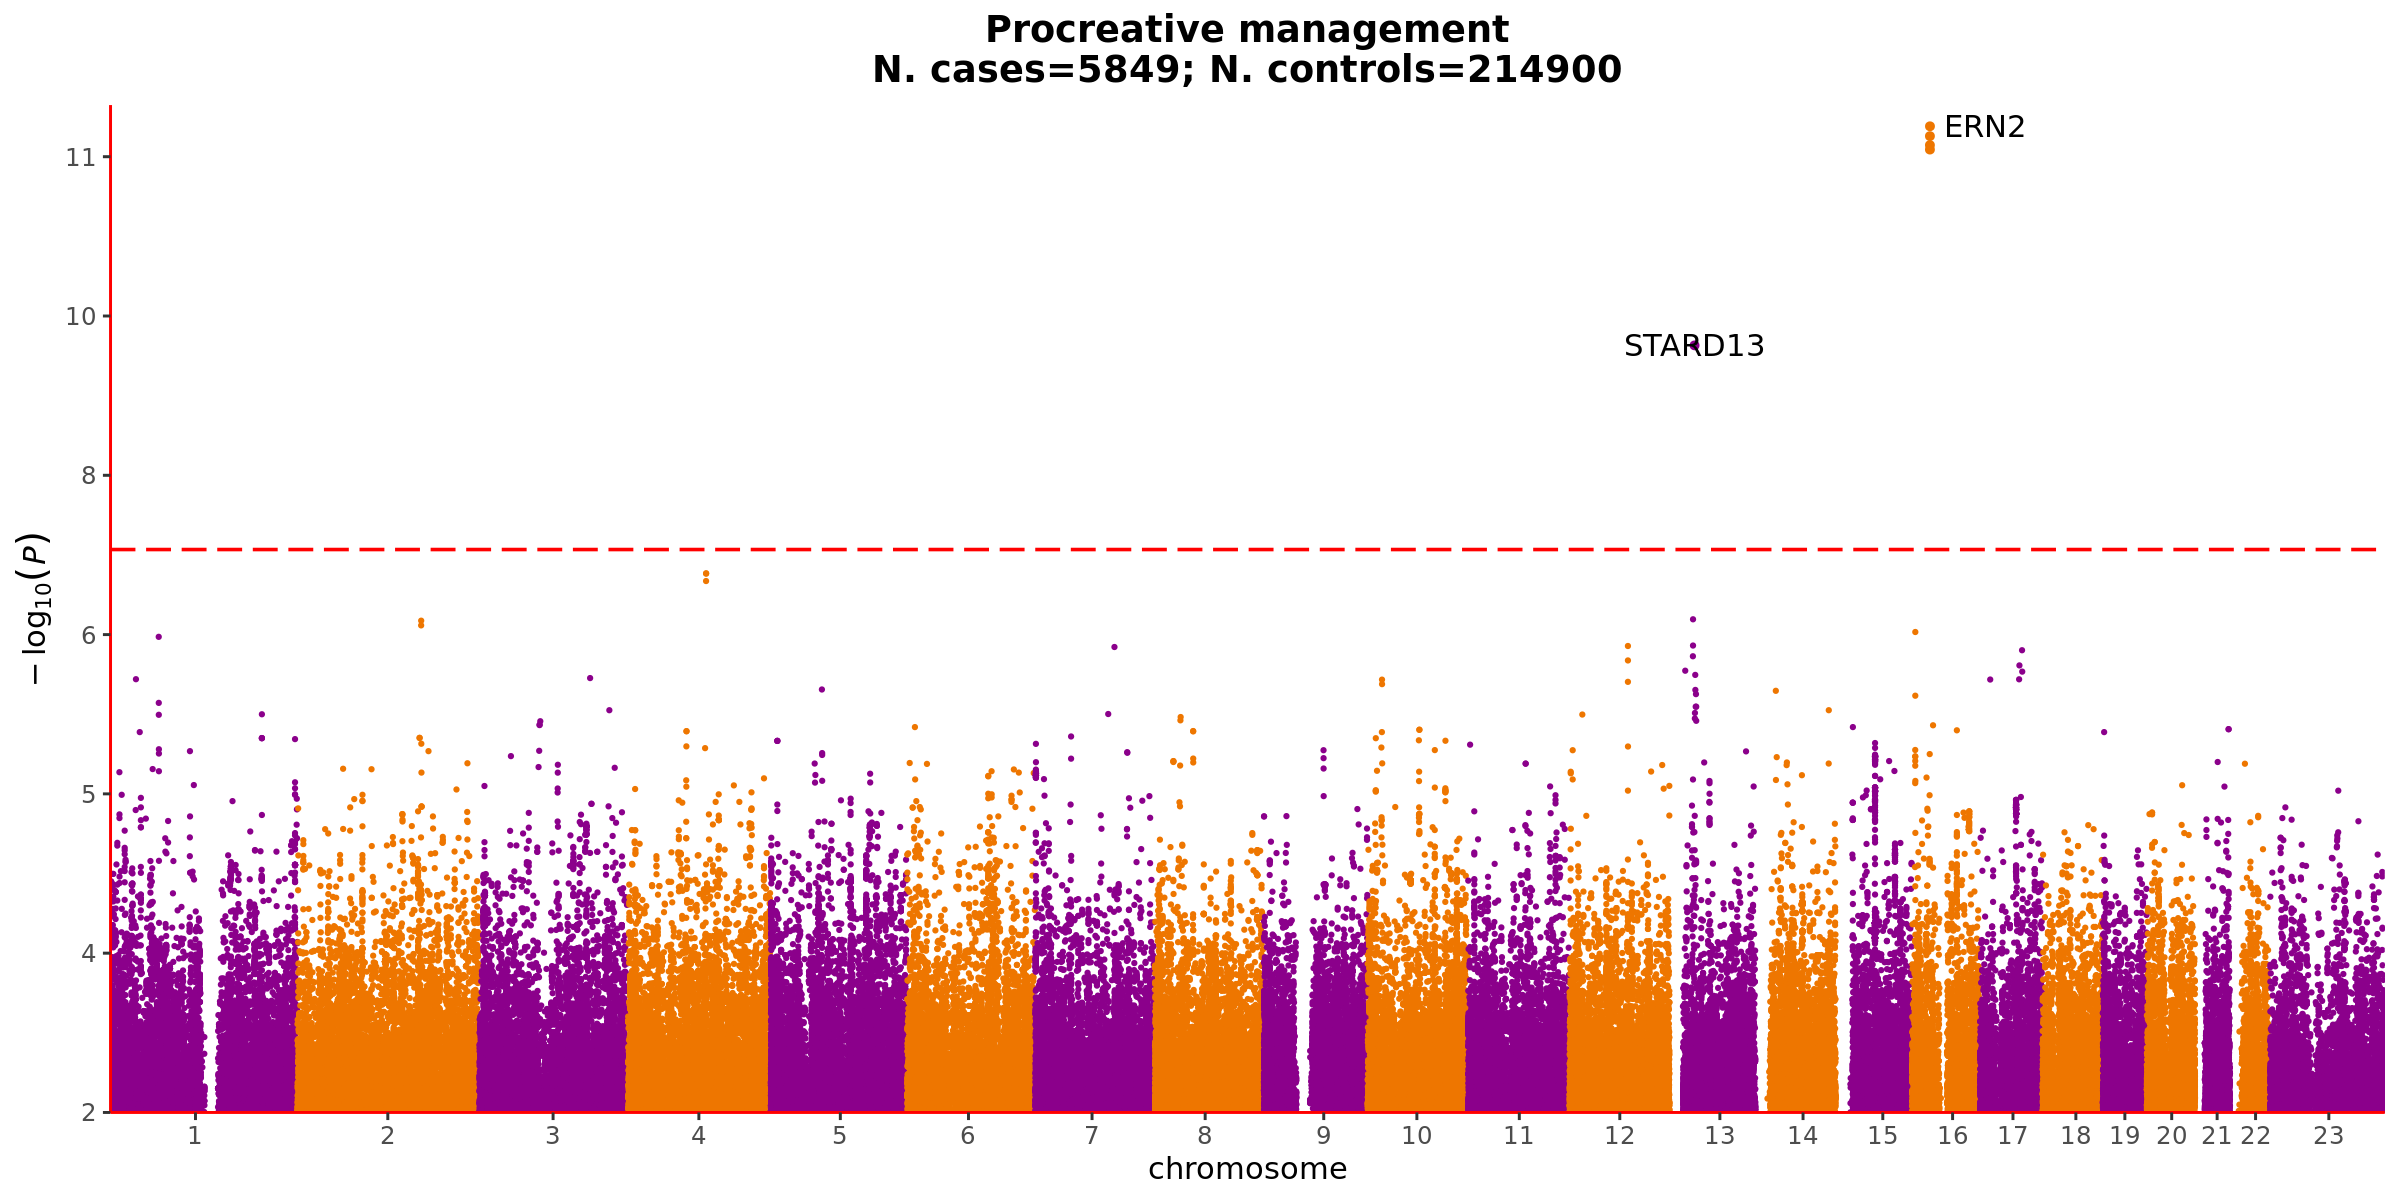 Procreative management
N. cases=5849; N. controls=214900
ERN2
STARD13
11
10
8
6
5
4
2
−log₁₀(P)
1 2 3 4 5 6 7 8 9 10 11 12 13 14 15 16 17 18 19 20 21 22 23
chromosome